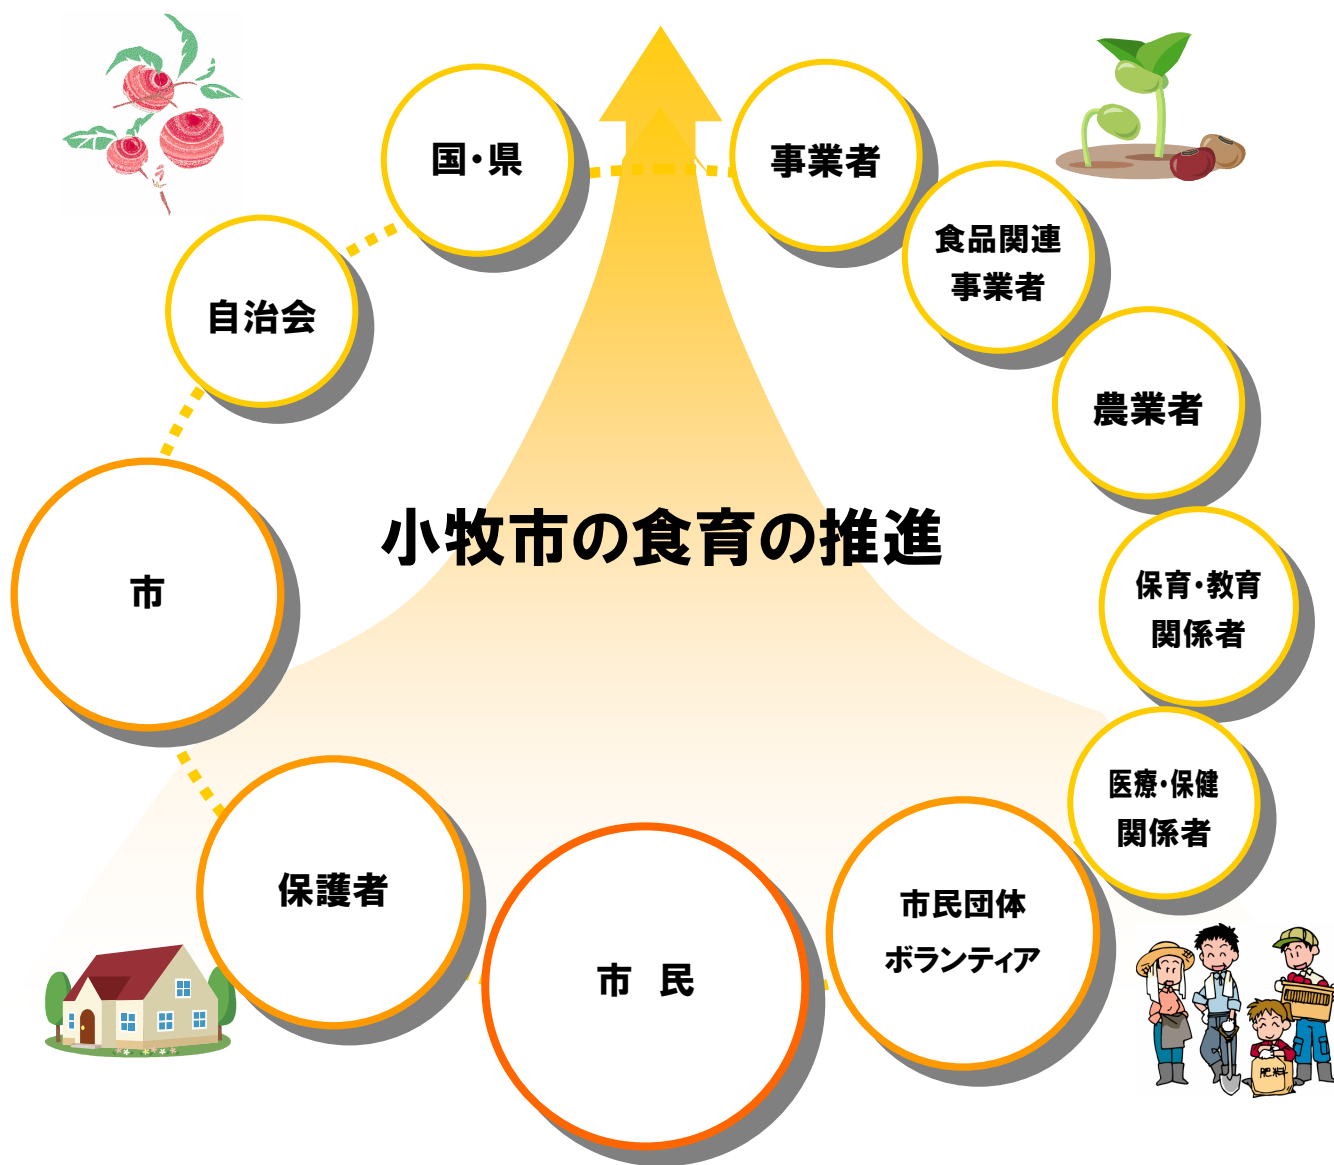 国・県
事業者
食品関連
事業者
自治会
農業者
小牧市の食育の推進
市
保育・教育
関係者
医療・保健
関係者
保護者
市民団体
ボランティア
市 民
肥料